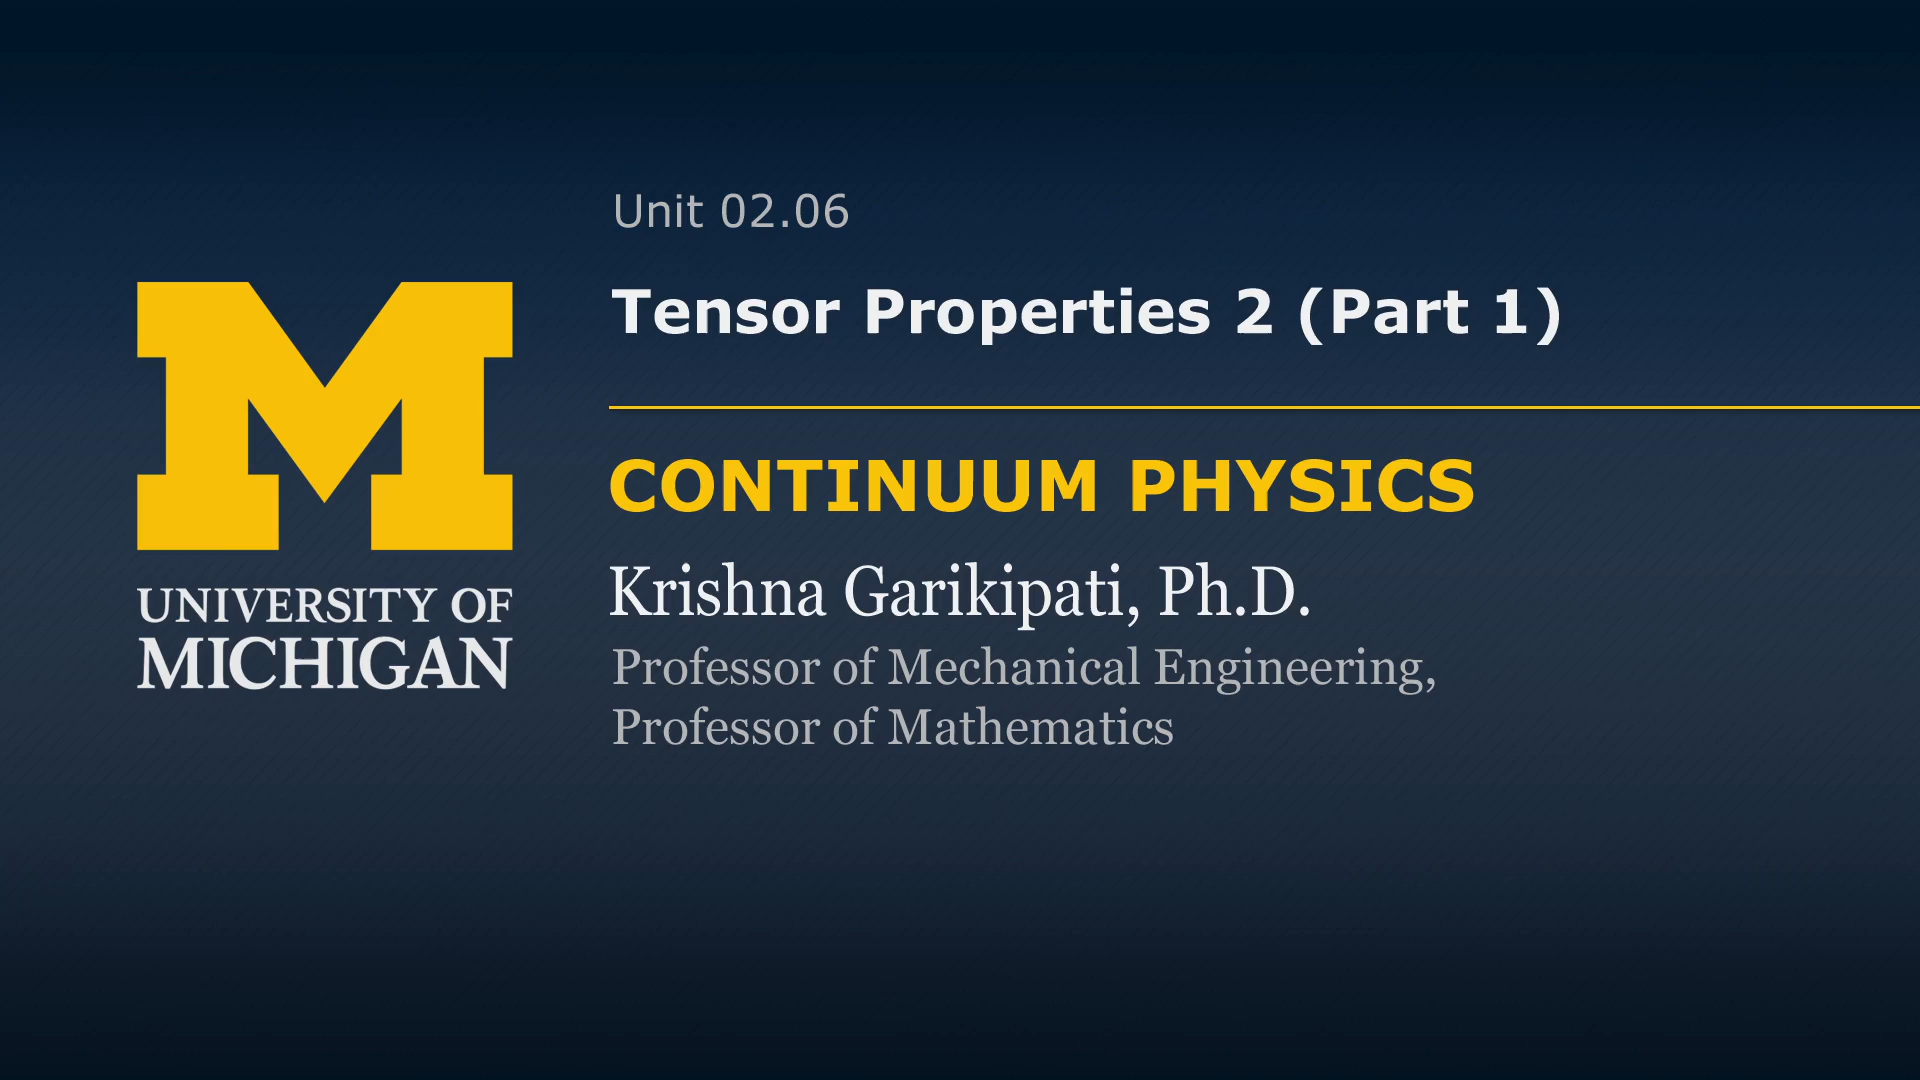 Unit 02.06
Tensor Properties 2 (Part 1)
CONTINUUM PHYSICS
Krishna Garikipati, Ph.D.
Professor of Mechanical Engineering,
Professor of Mathematics
M
UNIVERSITY OF
MICHIGAN